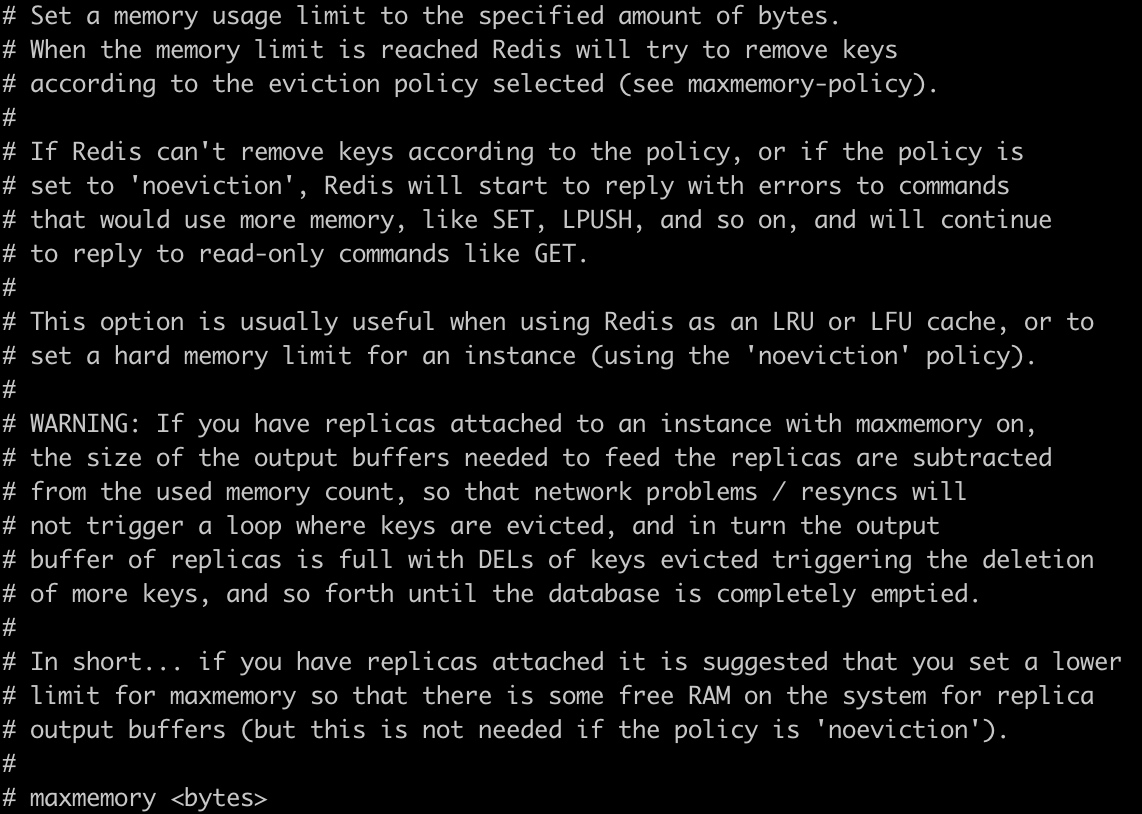 # Set a memory usage limit to the specified amount of bytes.
# When the memory limit is reached Redis will try to remove keys
# according to the eviction policy selected (see maxmemory-policy).
#
# If Redis can't remove keys according to the policy, or if the policy is
# set to 'noeviction', Redis will start to reply with errors to commands
# that would use more memory, like SET, LPUSH, and so on, and will continue
# to reply to read-only commands like GET.
#
# This option is usually useful when using Redis as an LRU or LFU cache, or to
# set a hard memory limit for an instance (using the 'noeviction' policy).
#
# WARNING: If you have replicas attached to an instance with maxmemory on,
# the size of the output buffers needed to feed the replicas are subtracted
# from the used memory count, so that network problems / resyncs will
# not trigger a loop where keys are evicted, and in turn the output
# buffer of replicas is full with DELs of keys evicted triggering the deletion
# of more keys, and so forth until the database is completely emptied.
#
# In short... if you have replicas attached it is suggested that you set a lower
# limit for maxmemory so that there is some free RAM on the system for replica
# output buffers (but this is not needed if the policy is 'noeviction').
#
# maxmemory <bytes>